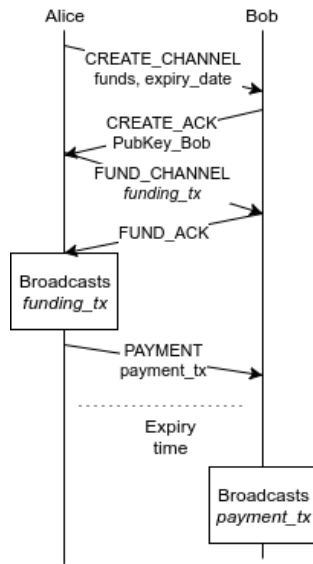 Alice
Bob
CREATE_CHANNEL
funds, expiry_date
CREATE_ACK
PubKey_Bob
FUND_CHANNEL
funding_tx
FUND_ACK
Broadcasts
funding_tx
PAYMENT
payment_tx
Expiry
time
Broadcasts
payment_tx